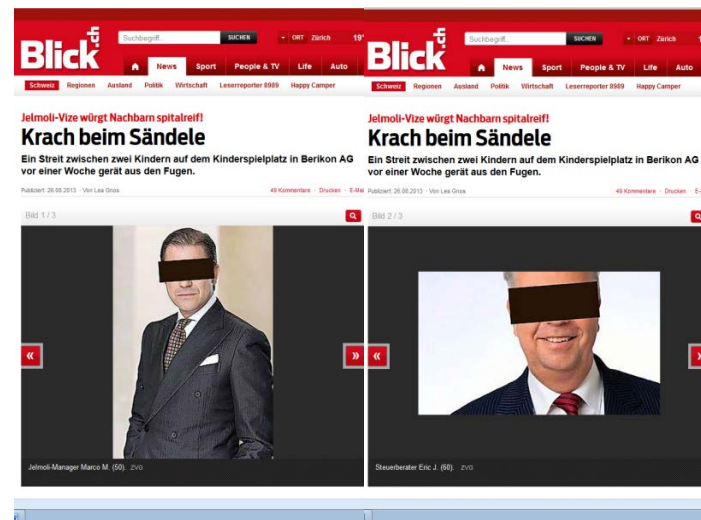 Blick.ch
Suchbegriff.. SUCHEN ORT Zürich 19°
News Sport People & TV Life Auto
Schweiz Regionen Ausland Politik Wirtschaft Leserreporter 8989 Happy Camper
Jelmoli-Vize würgt Nachbarn spitalreif!
Krach beim Sändele
Ein Streit zwischen zwei Kindern auf dem Kinderspielplatz in Berikon AG
vor einer Woche gerät aus den Fugen.
Publiziert: 26.08.2013 · Von Lea Gnos 49 Kommentare · Drucken · E-Mai
Bild 1 / 3
Jelmoli-Manager Marco M. (50). ZVG
Blick.ch
Suchbegriff.. SUCHEN ORT Zürich 1
News Sport People & TV Life Auto
Schweiz Regionen Ausland Politik Wirtschaft Leserreporter 8989 Happy Camper
Jelmoli-Vize würgt Nachbarn spitalreif!
Krach beim Sändele
Ein Streit zwischen zwei Kindern auf dem Kinderspielplatz in Berikon AG
vor einer Woche gerät aus den Fugen.
Publiziert: 26.08.2013 · Von Lea Gnos 49 Kommentare · Drucken · E-
Bild 2 / 3
Steuerberater Eric J. (60). ZVG